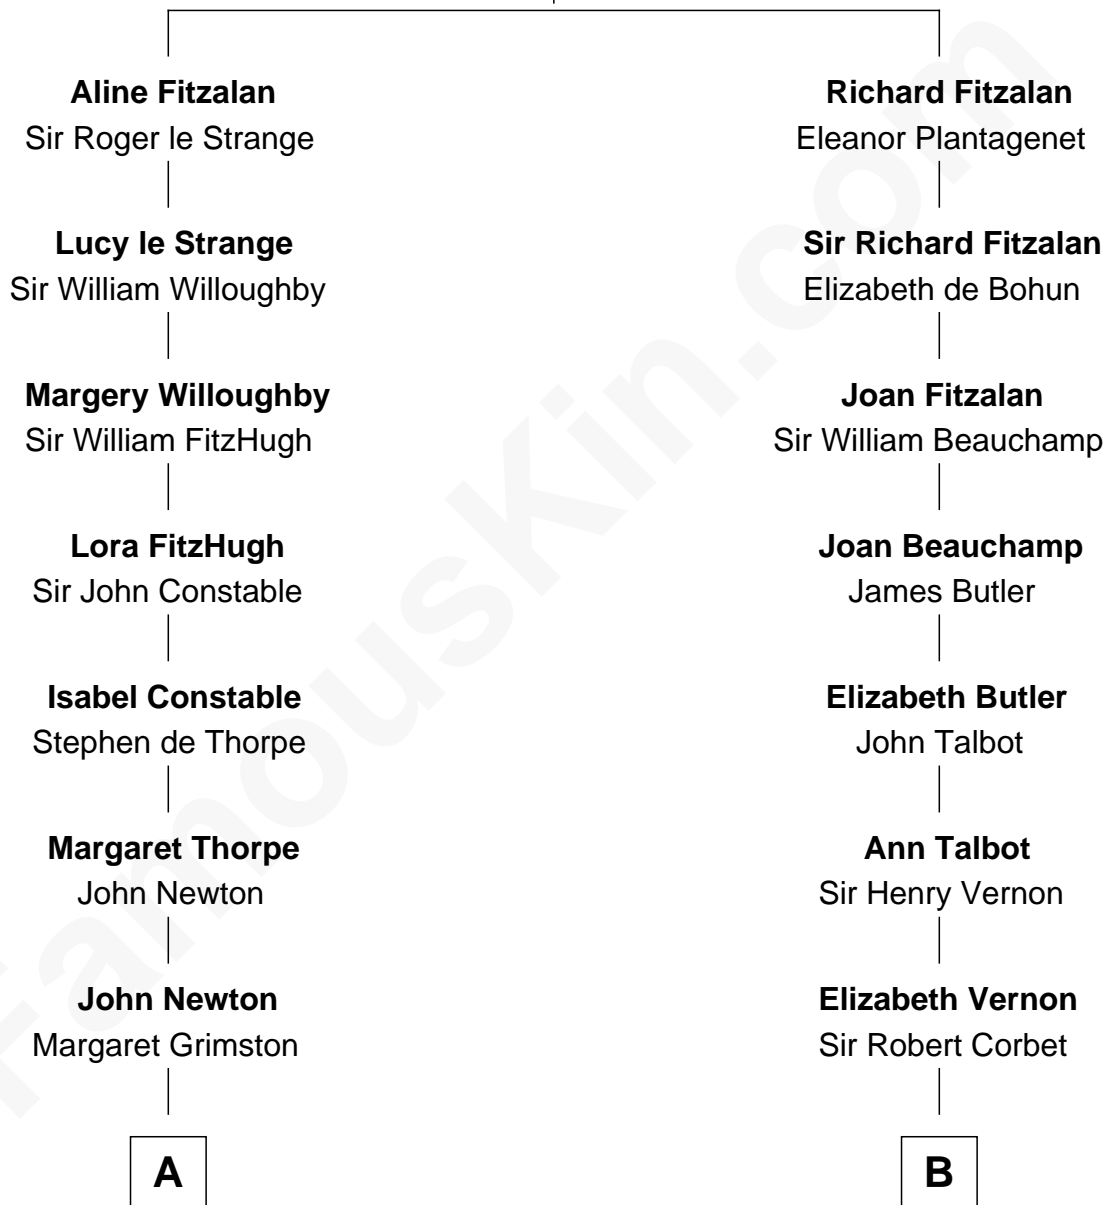 Aline Fitzalan
Sir Roger le Strange
Lucy le Strange
Sir William Willoughby
Margery Willoughby
Sir William FitzHugh
Lora FitzHugh
Sir John Constable
Isabel Constable
Stephen de Thorpe
Margaret Thorpe
John Newton
John Newton
Margaret Grimston
A
Richard Fitzalan
Eleanor Plantagenet
Sir Richard Fitzalan
Elizabeth de Bohun
Joan Fitzalan
Sir William Beauchamp
Joan Beauchamp
James Butler
Elizabeth Butler
John Talbot
Ann Talbot
Sir Henry Vernon
Elizabeth Vernon
Sir Robert Corbet
B
FamousKin.com